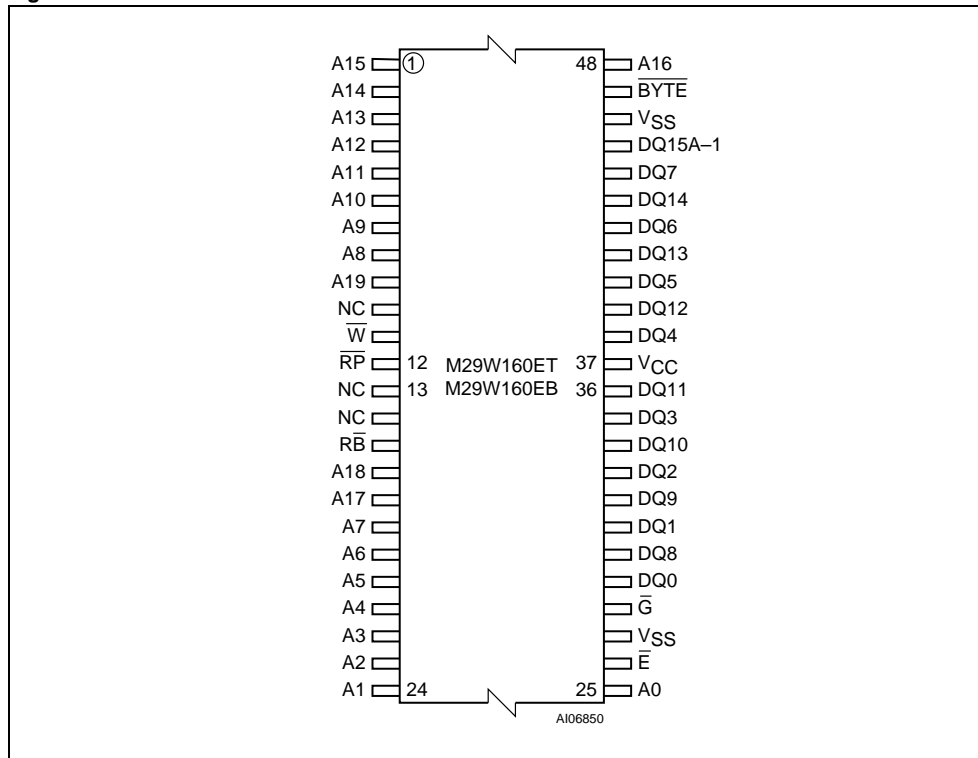 A15 1 48 A16
A14 B̅Y̅T̅E̅
A13 VSS
A12 DQ15A–1
A11 DQ7
A10 DQ14
A9 DQ6
A8 DQ13
A19 DQ5
NC DQ12
W̅ DQ4
R̅P̅ 12 M29W160ET 37 VCC
NC 13 M29W160EB 36 DQ11
NC DQ3
RB̅ DQ10
A18 DQ2
A17 DQ9
A7 DQ1
A6 DQ8
A5 DQ0
A4 G̅
A3 VSS
A2 E̅
A1 24 25 A0
AI06850